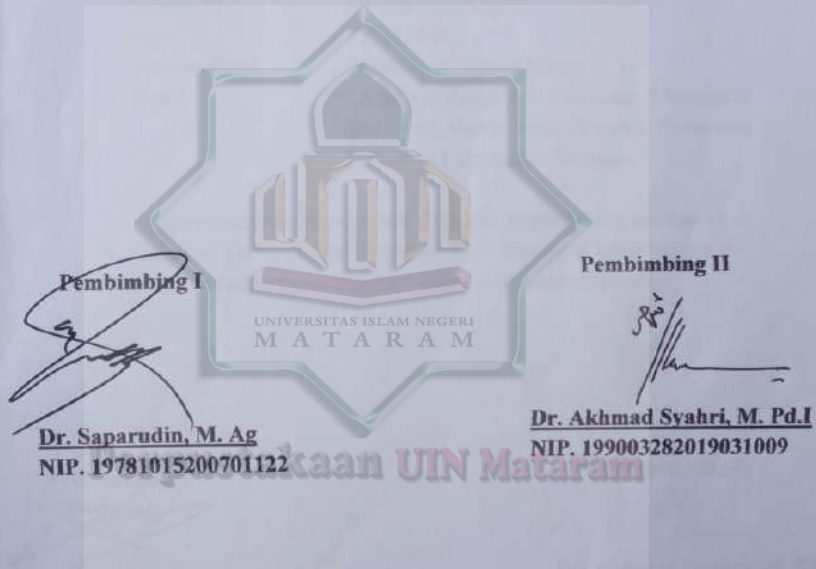 Pembimbing I
Pembimbing II
UNIVERSITAS ISLAM NEGERI
MATARAM
Dr. Saparudin, M. Ag
NIP. 19781015200701122
Dr. Akhmad Syahri, M. Pd.I
NIP. 199003282019031009
Perpustakaan UIN Mataram